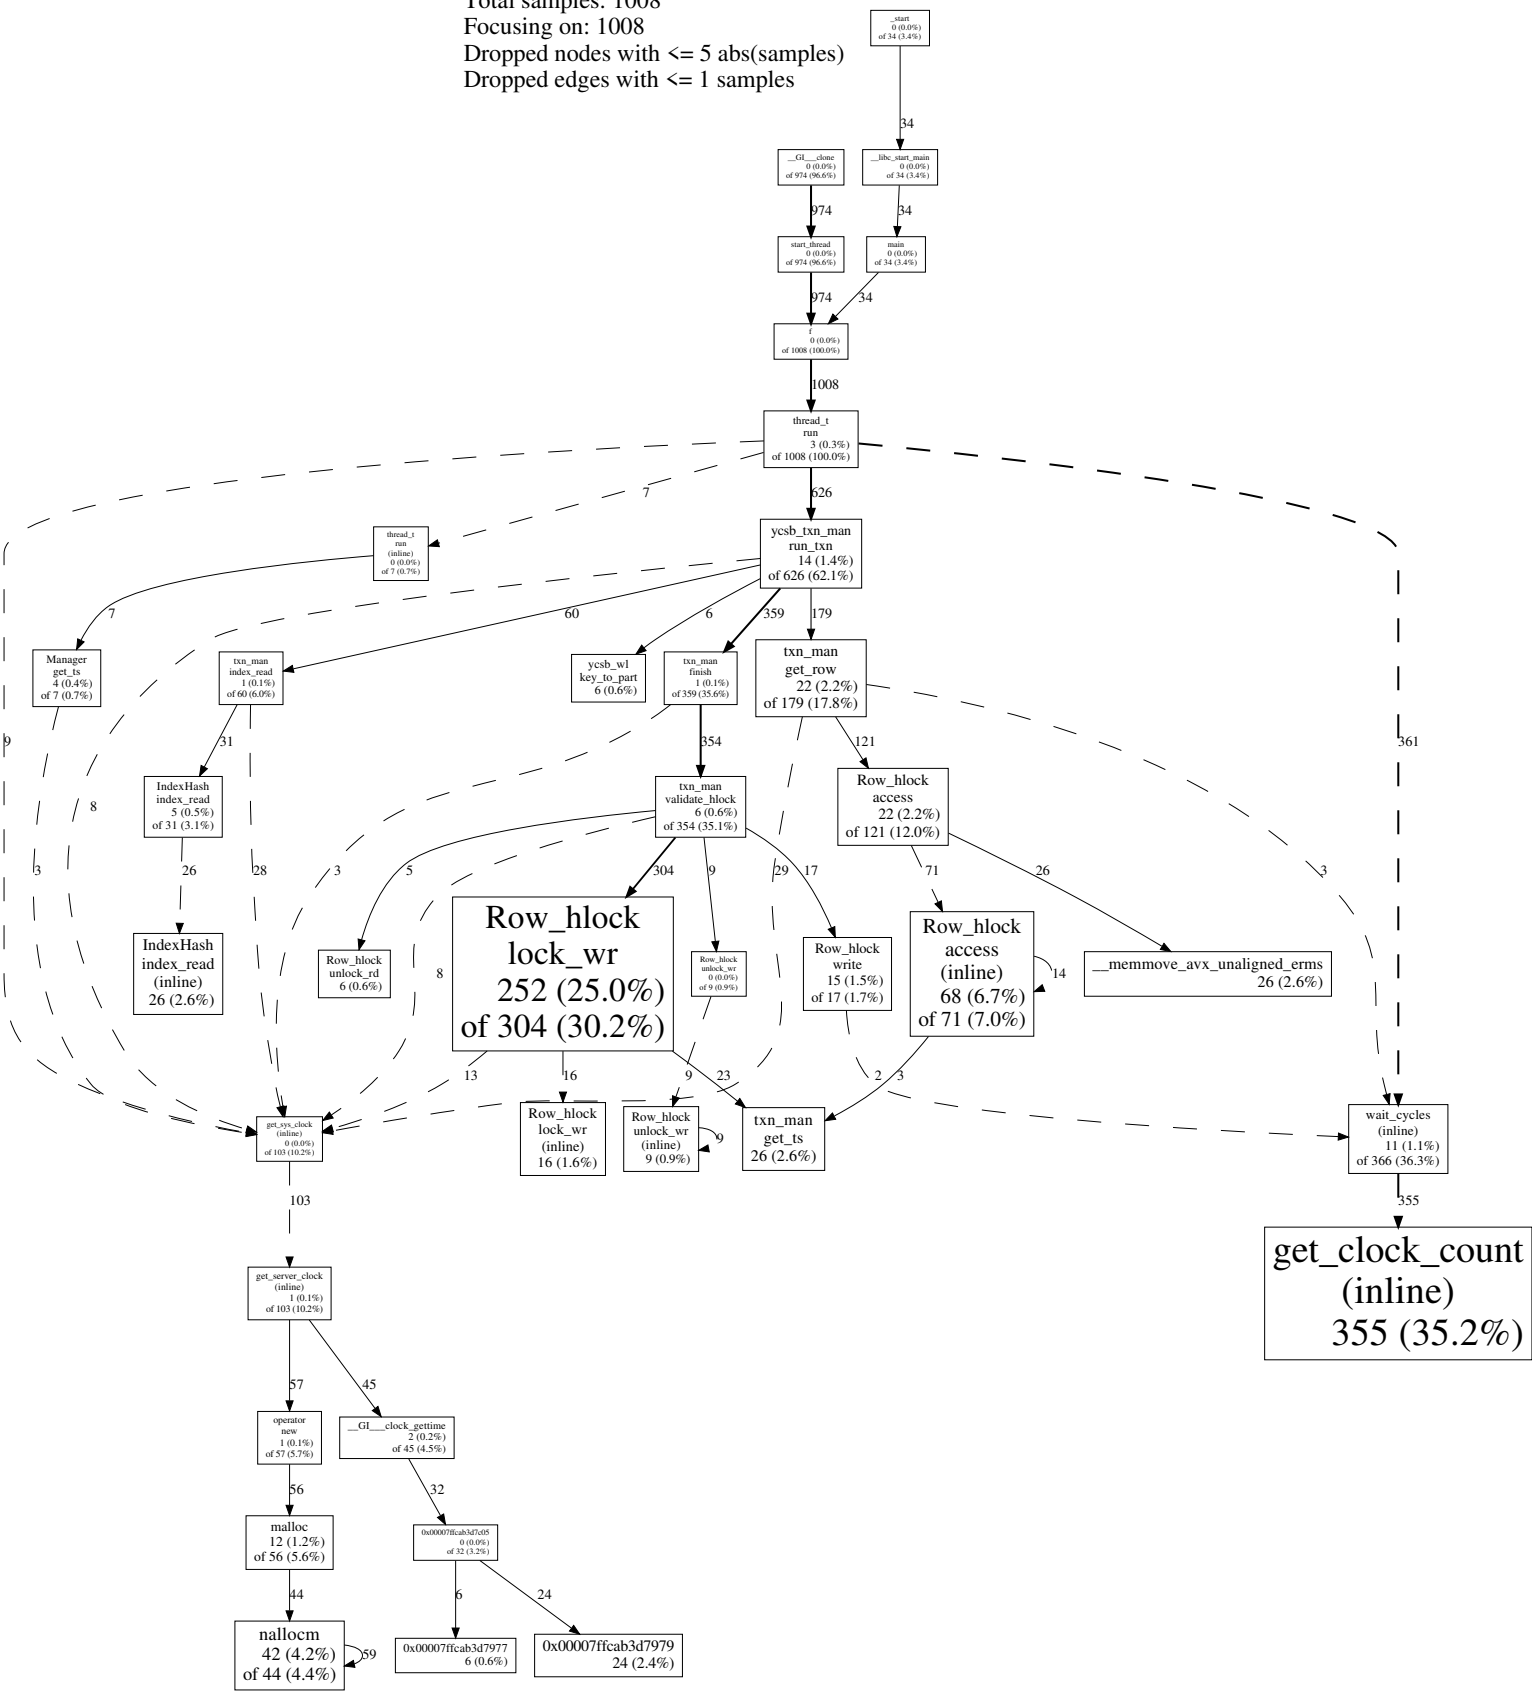 Total samples: 1008
Focusing on: 1008
Dropped nodes with <= 5 abs(samples)
Dropped edges with <= 1 samples
_start
0 (0.0%)
of 34 (3.4%)
34
__GI___clone
0 (0.0%)
of 974 (96.6%)
__libc_start_main
0 (0.0%)
of 34 (3.4%)
974
34
start_thread
0 (0.0%)
of 974 (96.6%)
main
0 (0.0%)
of 34 (3.4%)
974
34
f
0 (0.0%)
of 1008 (100.0%)
1008
thread_t
run
3 (0.3%)
of 1008 (100.0%)
7
626
thread_t
run
(inline)
0 (0.0%)
of 7 (0.7%)
ycsb_txn_man
run_txn
14 (1.4%)
of 626 (62.1%)
7
60
6
359
179
Manager
get_ts
4 (0.4%)
of 7 (0.7%)
txn_man
index_read
1 (0.1%)
of 60 (6.0%)
ycsb_wl
key_to_part
6 (0.6%)
txn_man
finish
1 (0.1%)
of 359 (35.6%)
txn_man
get_row
22 (2.2%)
of 179 (17.8%)
9
31
354
121
361
IndexHash
index_read
5 (0.5%)
of 31 (3.1%)
txn_man
validate_hlock
6 (0.6%)
of 354 (35.1%)
Row_hlock
access
22 (2.2%)
of 121 (12.0%)
8
3
26
28
3
5
304
9
29
17
71
26
3
IndexHash
index_read
(inline)
26 (2.6%)
Row_hlock
unlock_rd
6 (0.6%)
8
Row_hlock
lock_wr
252 (25.0%)
of 304 (30.2%)
Row_hlock
unlock_wr
0 (0.0%)
of 9 (0.9%)
Row_hlock
write
15 (1.5%)
of 17 (1.7%)
Row_hlock
access
(inline)
68 (6.7%)
of 71 (7.0%)
14
__memmove_avx_unaligned_erms
26 (2.6%)
13
16
9
23
2
3
get_sys_clock
(inline)
0 (0.0%)
of 103 (10.2%)
Row_hlock
lock_wr
(inline)
16 (1.6%)
Row_hlock
unlock_wr
(inline)
9 (0.9%)
9
txn_man
get_ts
26 (2.6%)
wait_cycles
(inline)
11 (1.1%)
of 366 (36.3%)
103
355
get_server_clock
(inline)
1 (0.1%)
of 103 (10.2%)
get_clock_count
(inline)
355 (35.2%)
57
45
operator
new
1 (0.1%)
of 57 (5.7%)
__GI___clock_gettime
2 (0.2%)
of 45 (4.5%)
56
32
malloc
12 (1.2%)
of 56 (5.6%)
0x00007ffcab3d7c05
0 (0.0%)
of 32 (3.2%)
44
6
24
nallocm
42 (4.2%)
of 44 (4.4%)
59
0x00007ffcab3d7977
6 (0.6%)
0x00007ffcab3d7979
24 (2.4%)